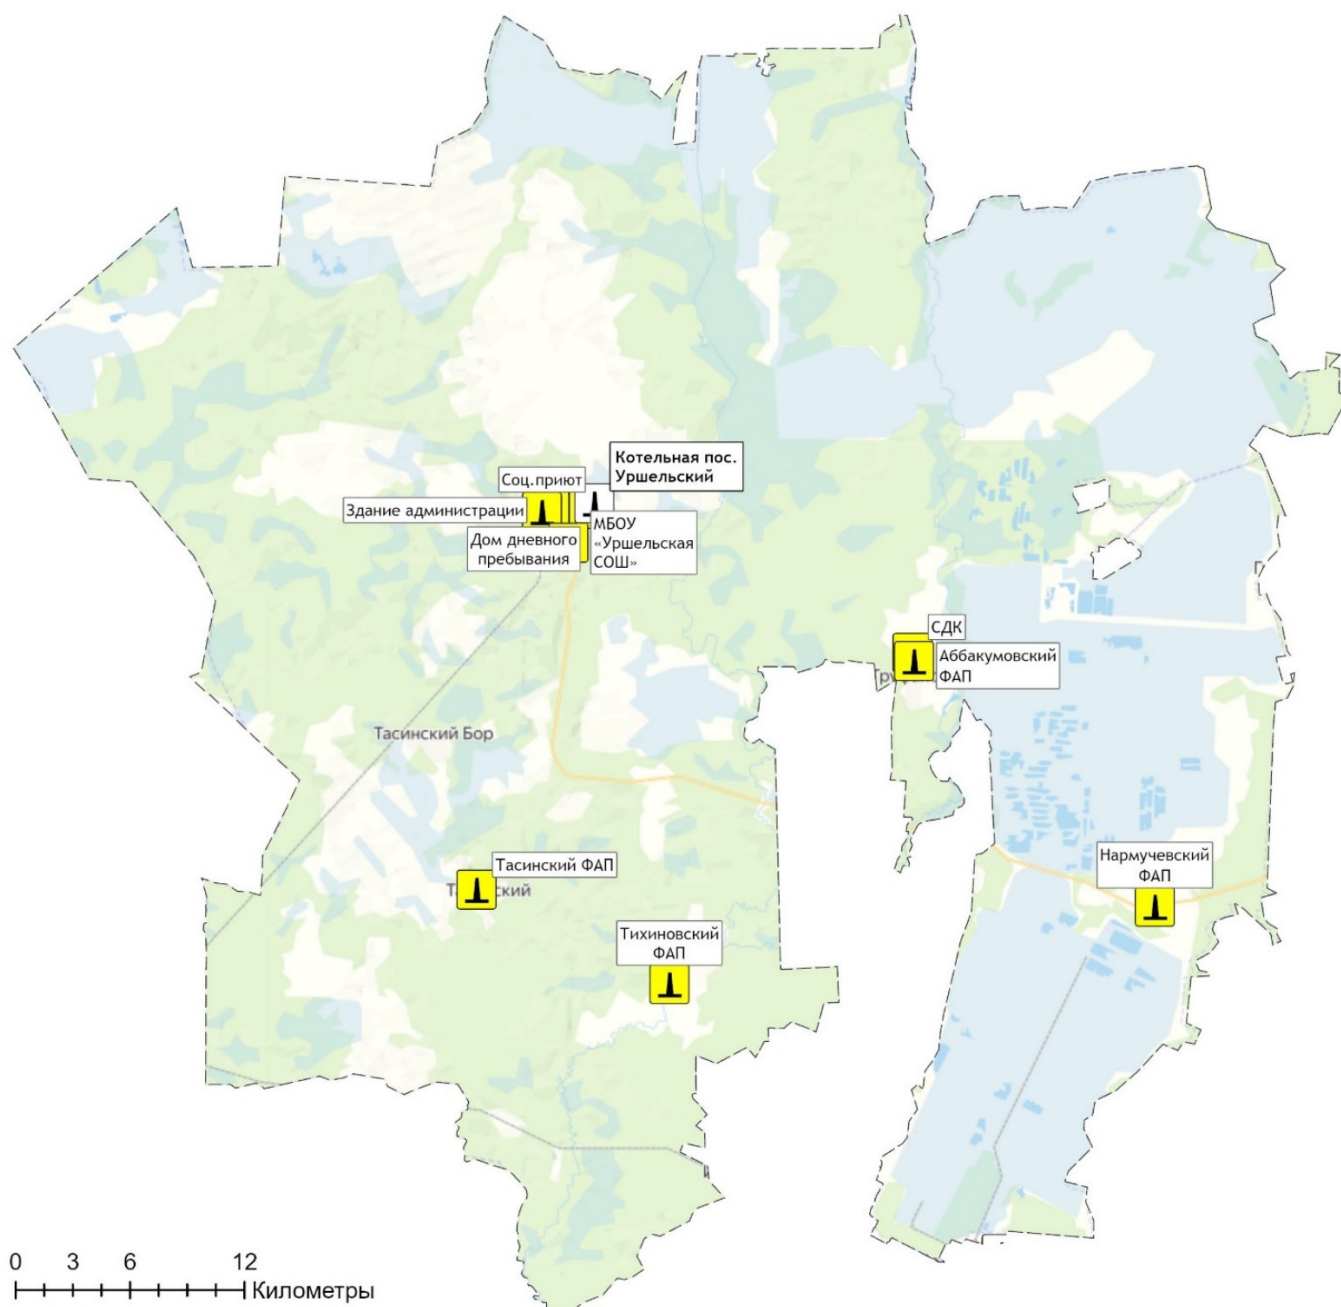 Котельная пос.
Уршельский
Соц.приют
Здание администрации
МБОУ
«Уршельская
СОШ»
Дом дневного
пребывания
СДК
Аббакумовский
ФАП
Тасинский Бор
Тасинский ФАП
Нармучевский
ФАП
Тихиновский
ФАП
0 3 6 12
Километры